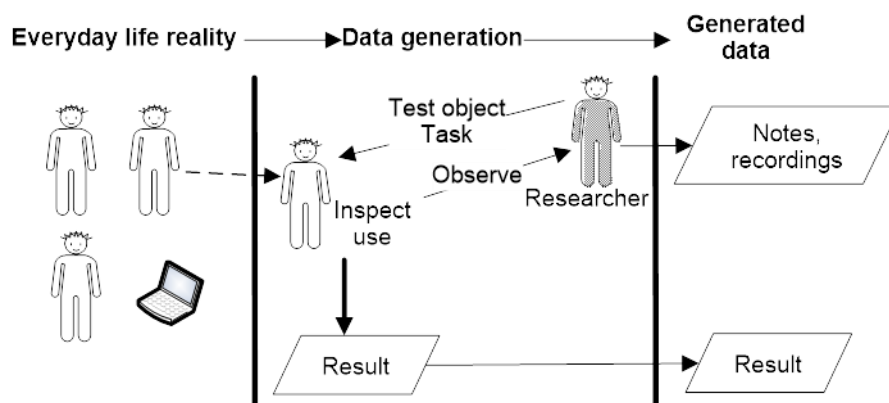 Everyday life reality
Data generation
Generated
data
Test object
Task
Observe
Researcher
Inspect
use
Notes,
recordings
Result
Result